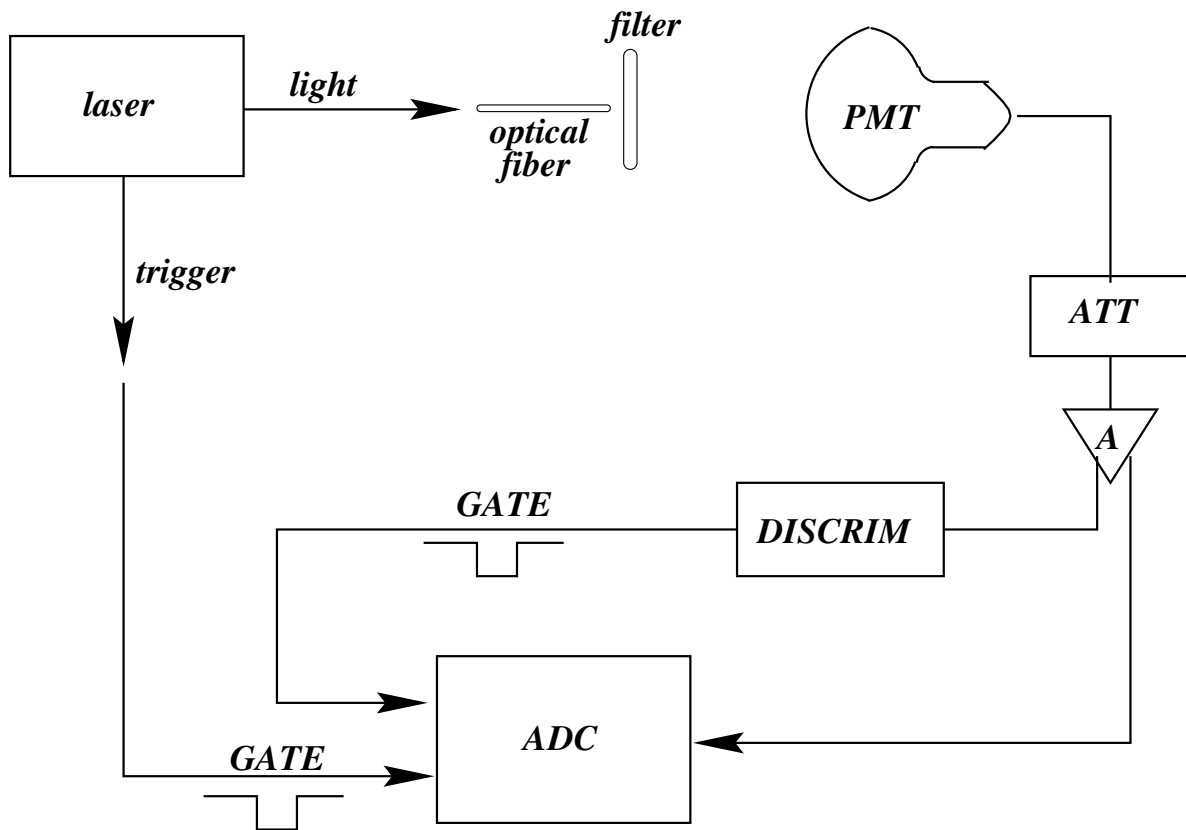 filter
laser
light
optical
fiber
PMT
trigger
ATT
A
GATE
DISCRIM
ADC
GATE